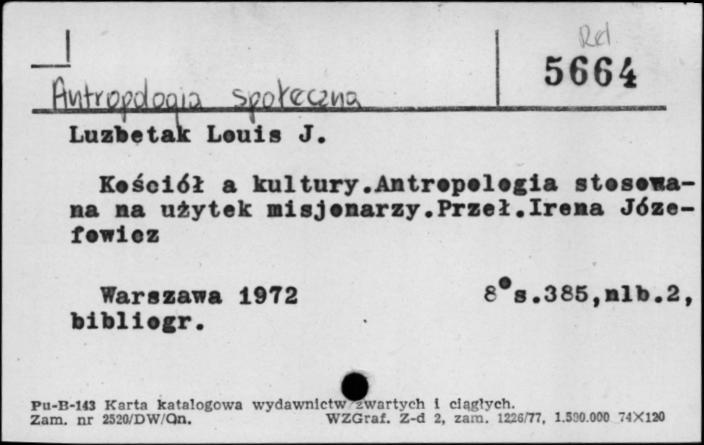 Rel.
5664
Antropologia społeczna
Luzbetak Louis J.
Kościół a kultury.Antropologia stosowa-
na na użytek misjonarzy.Przeł.Irena Józe-
fowicz
Warszawa 1972 8°s.385,nlb.2,
bibliogr.
Pu-B-143 Karta katalogowa wydawnictw zwartych i ciągłych.
Zam. nr 2520/DW/Qn. WZGraf. Z-d 2, zam. 1226/77, 1.500.000 74X120